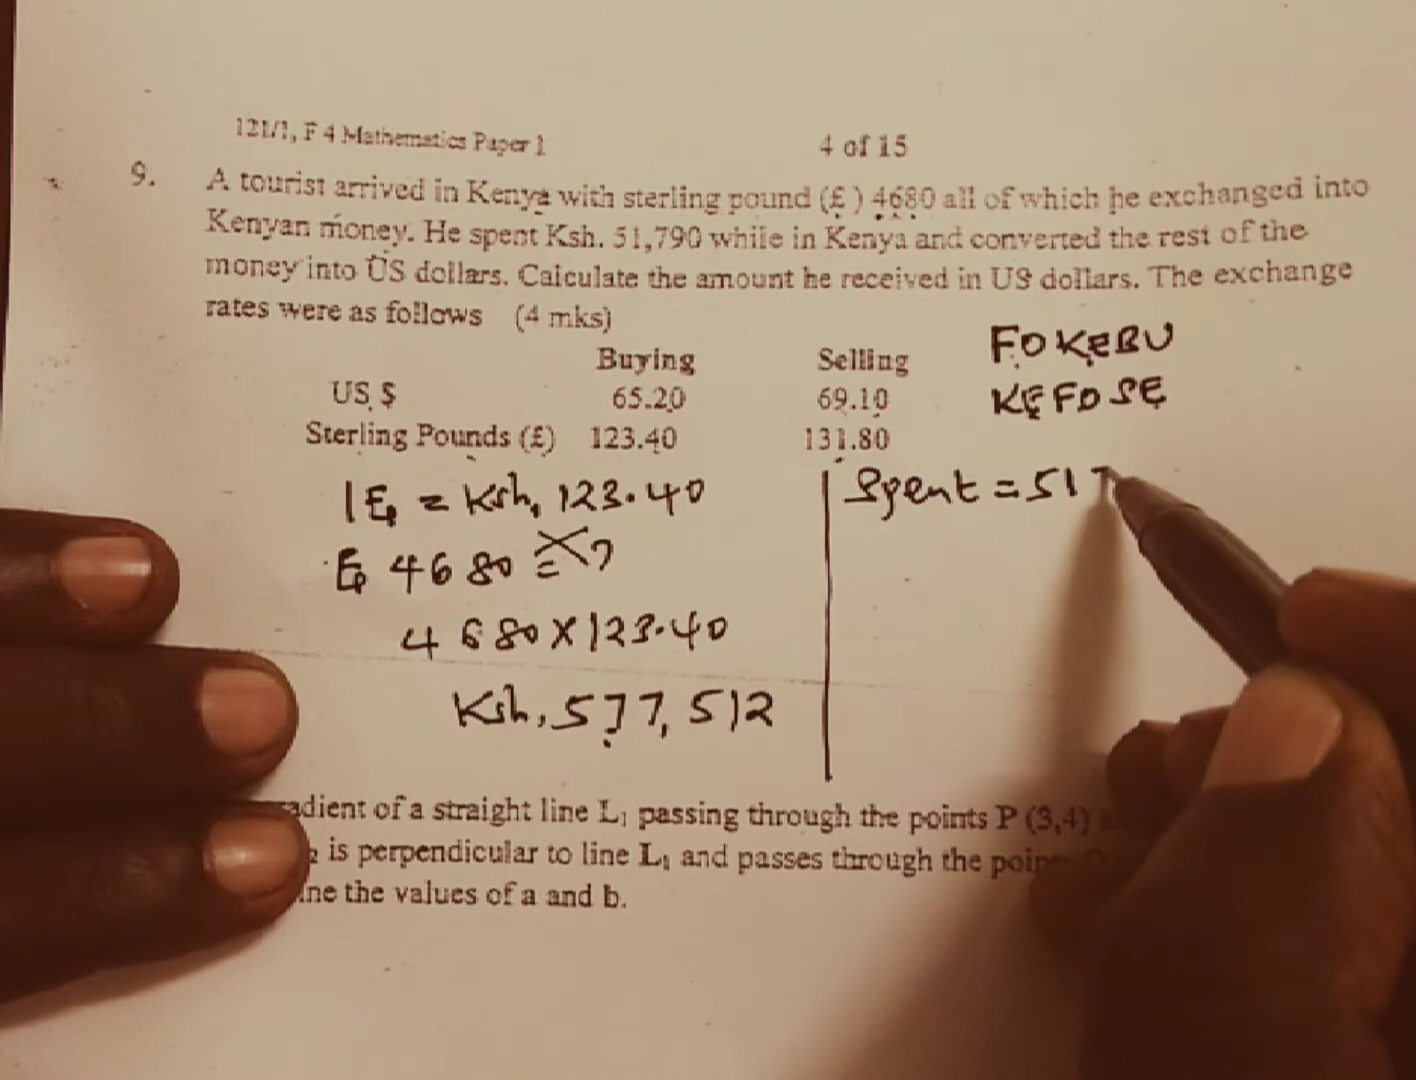 121/1, F 4 Mathematics Paper 1
4 of 15
9. A tourist arrived in Kenya with sterling pound (£ ) 4680 all of which he exchanged into
Kenyan money. He spent Ksh. 51,790 while in Kenya and converted the rest of the
money into US dollars. Calculate the amount he received in US dollars. The exchange
rates were as follows (4 mks)
Buying Selling
US $ 65.20 69.10
Sterling Pounds (£) 123.40 131.80
FOKEBU
KEFOSE
1£ = Ksh, 123.40
£ 4680 = ?
4680 X 123.40
Ksh, 577,512
Spent = 517
adient of a straight line L₁ passing through the points P (3,4)
₂ is perpendicular to line L₁ and passes through the
ine the values of a and b.